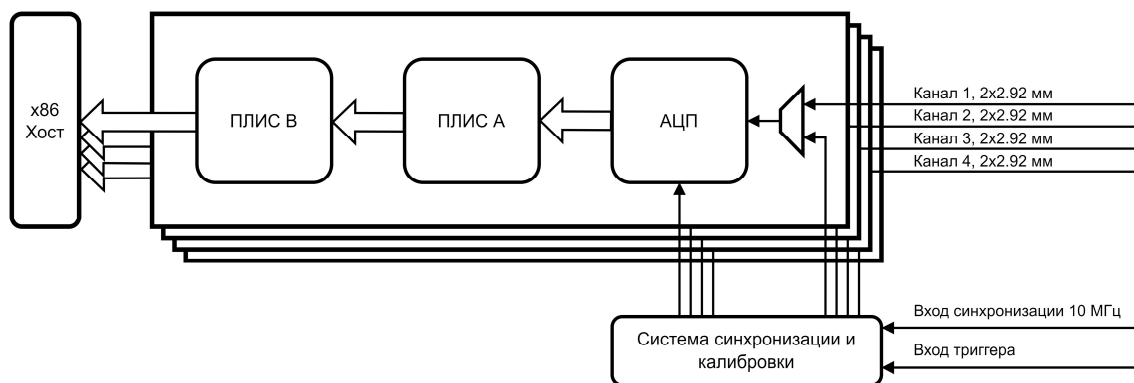 x86
Хост
ПЛИС B
ПЛИС A
АЦП
Канал 1, 2x2.92 мм
Канал 2, 2x2.92 мм
Канал 3, 2x2.92 мм
Канал 4, 2x2.92 мм
Система синхронизации и
калибровки
Вход синхронизации 10 МГц
Вход триггера